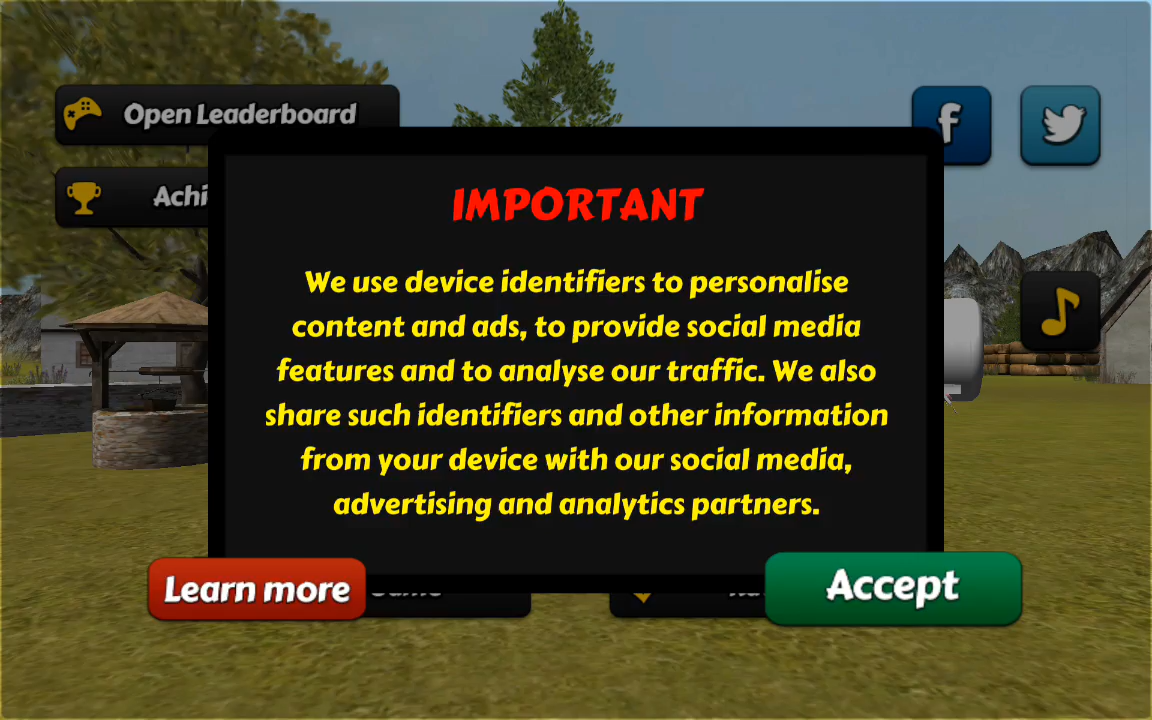 Open Leaderboard
IMPORTANT
We use device identifiers to personalise
content and ads, to provide social media
features and to analyse our traffic. We also
share such identifiers and other information
from your device with our social media,
advertising and analytics partners.
Learn more
Accept